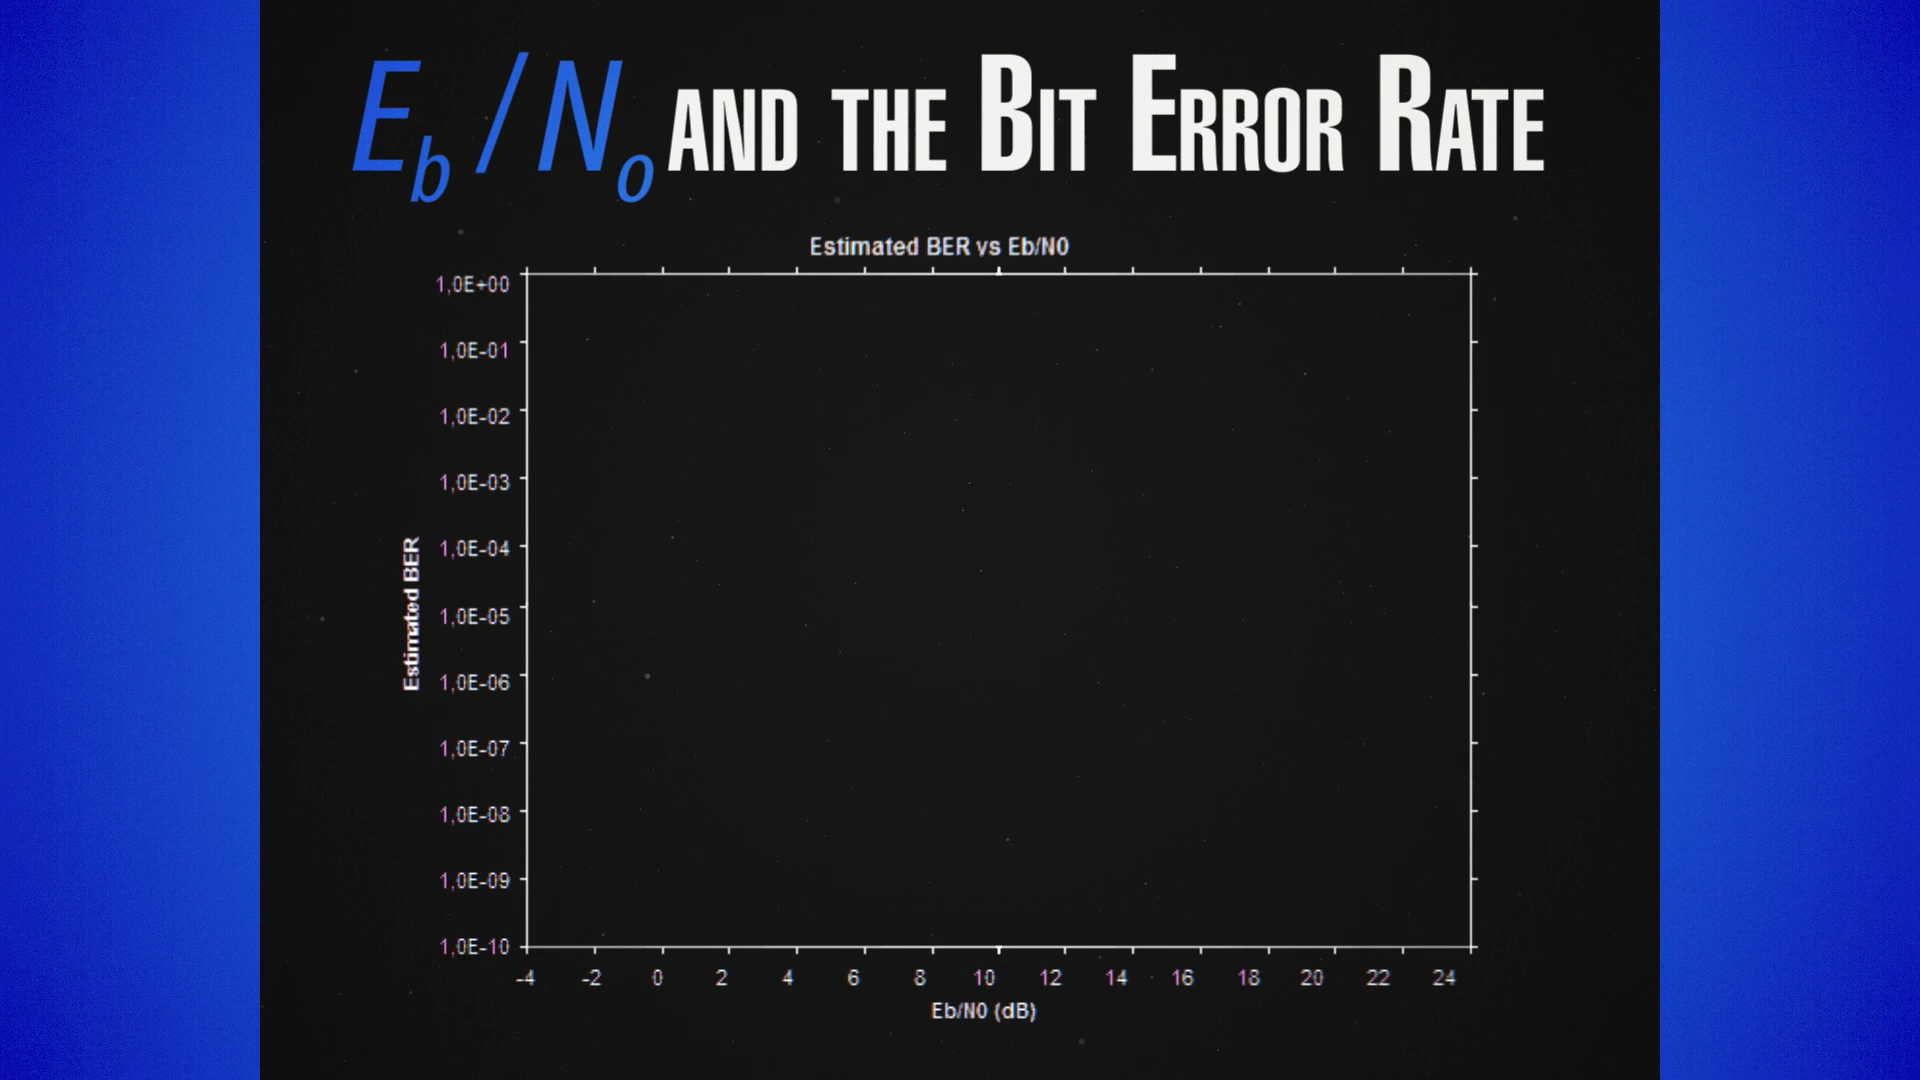 Eb/No AND THE BIT ERROR RATE
Estimated BER vs Eb/N0
1,0E+00
1,0E-01
1,0E-02
1,0E-03
1,0E-04
1,0E-05
1,0E-06
1,0E-07
1,0E-08
1,0E-09
1,0E-10
Estimated BER
-4 -2 0 2 4 6 8 10 12 14 16 18 20 22 24
Eb/N0 (dB)